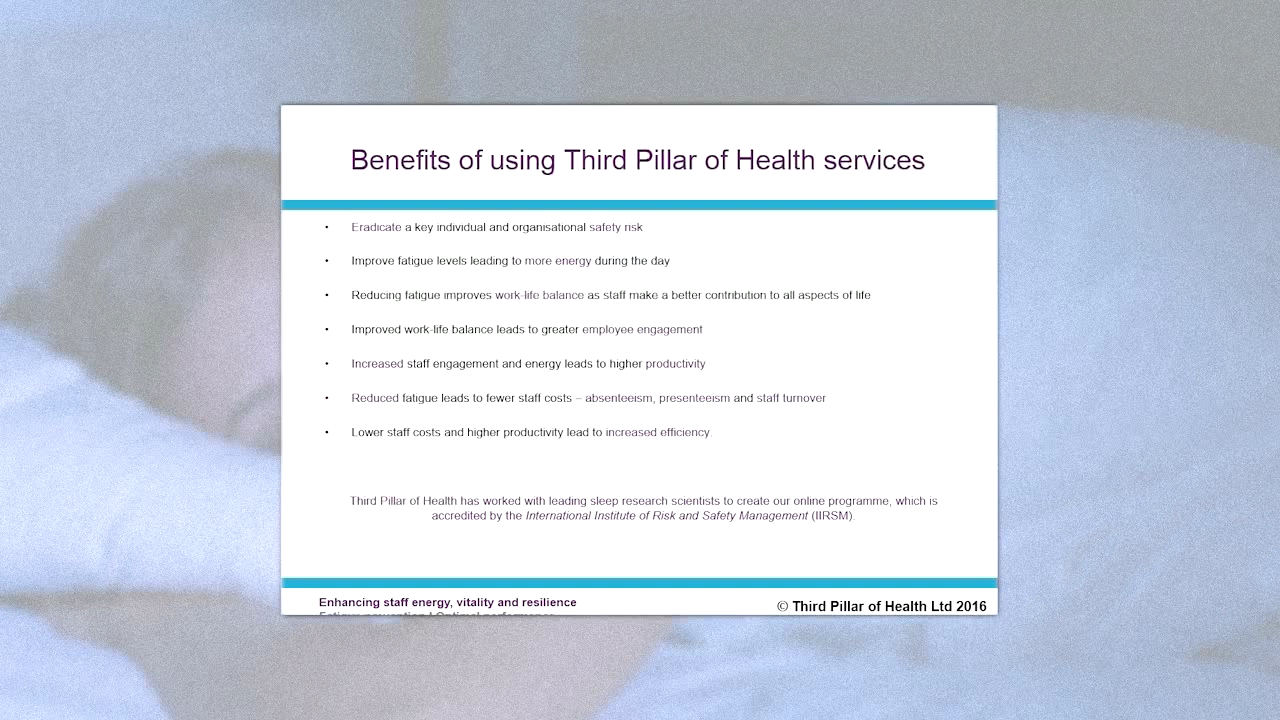 Benefits of using Third Pillar of Health services
• Eradicate a key individual and organisational safety risk
• Improve fatigue levels leading to more energy during the day
• Reducing fatigue improves work-life balance as staff make a better contribution to all aspects of life
• Improved work-life balance leads to greater employee engagement
• Increased staff engagement and energy leads to higher productivity
• Reduced fatigue leads to fewer staff costs – absenteeism, presenteeism and staff turnover
• Lower staff costs and higher productivity lead to increased efficiency.
Third Pillar of Health has worked with leading sleep research scientists to create our online programme, which is
accredited by the International Institute of Risk and Safety Management (IIRSM).
Enhancing staff energy, vitality and resilience
© Third Pillar of Health Ltd 2016